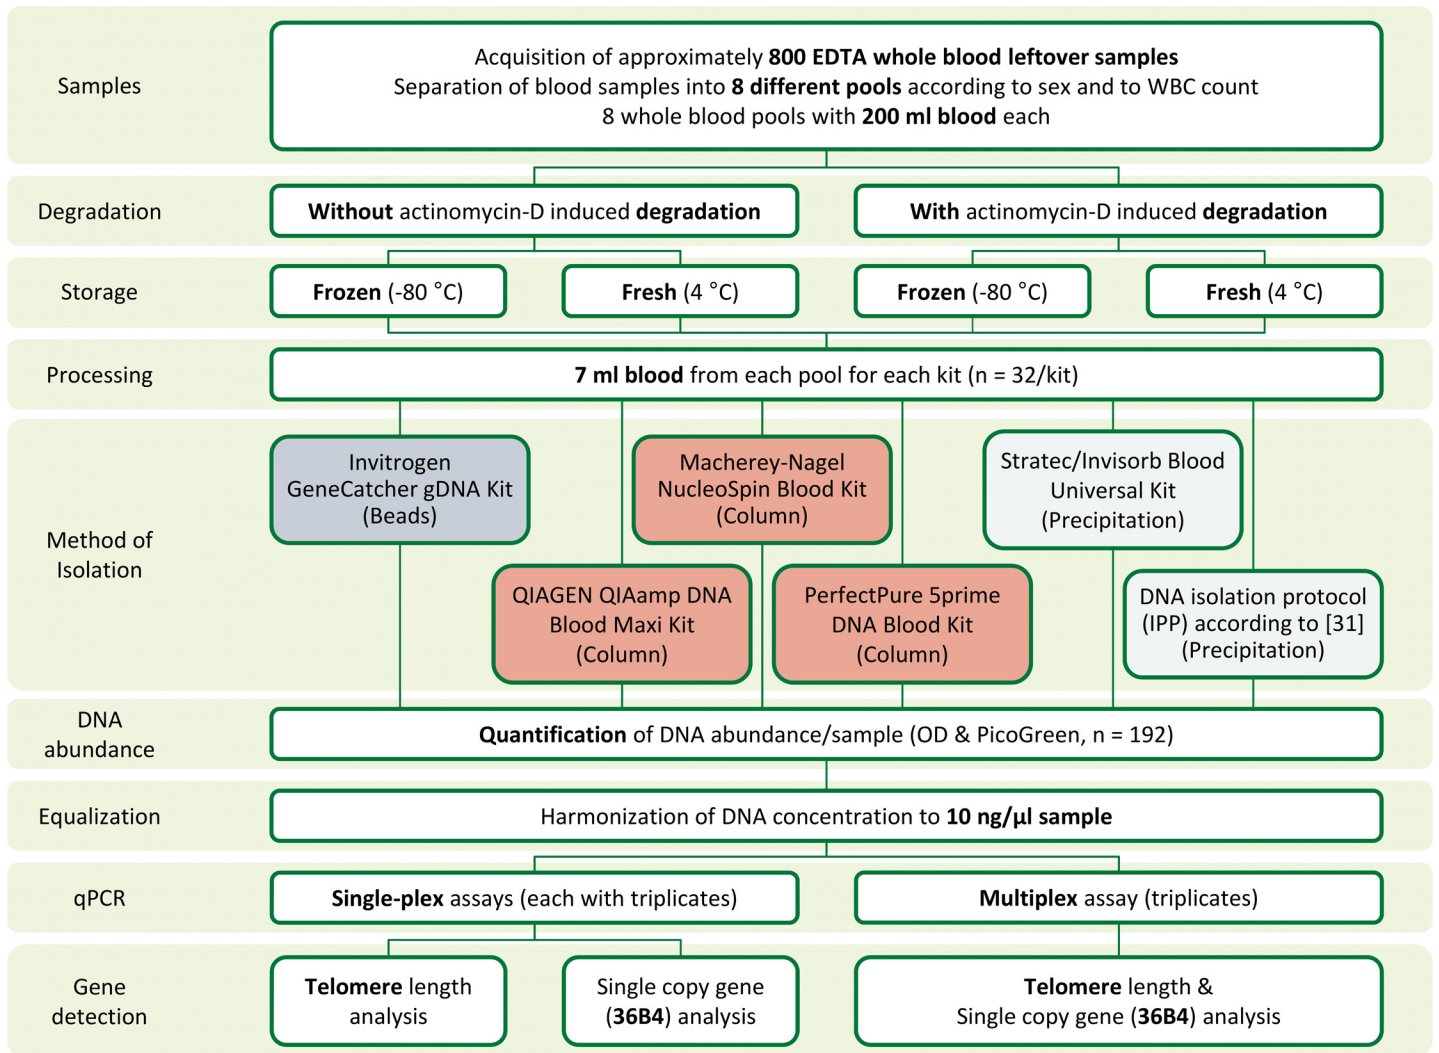 Samples
Acquisition of approximately 800 EDTA whole blood leftover samples
Separation of blood samples into 8 different pools according to sex and to WBC count
8 whole blood pools with 200 ml blood each
Degradation
Without actinomycin-D induced degradation
With actinomycin-D induced degradation
Storage
Frozen (-80 °C)
Fresh (4 °C)
Frozen (-80 °C)
Fresh (4 °C)
Processing
7 ml blood from each pool for each kit (n = 32/kit)
Method of
Isolation
Invitrogen
GeneCatcher gDNA Kit
(Beads)
Macherey-Nagel
NucleoSpin Blood Kit
(Column)
Stratec/Invisorb Blood
Universal Kit
(Precipitation)
QIAGEN QIAamp DNA
Blood Maxi Kit
(Column)
PerfectPure 5prime
DNA Blood Kit
(Column)
DNA isolation protocol
(IPP) according to [31]
(Precipitation)
DNA
abundance
Quantification of DNA abundance/sample (OD & PicoGreen, n = 192)
Equalization
Harmonization of DNA concentration to 10 ng/µl sample
qPCR
Single-plex assays (each with triplicates)
Multiplex assay (triplicates)
Gene
detection
Telomere length
analysis
Single copy gene
(36B4) analysis
Telomere length &
Single copy gene (36B4) analysis